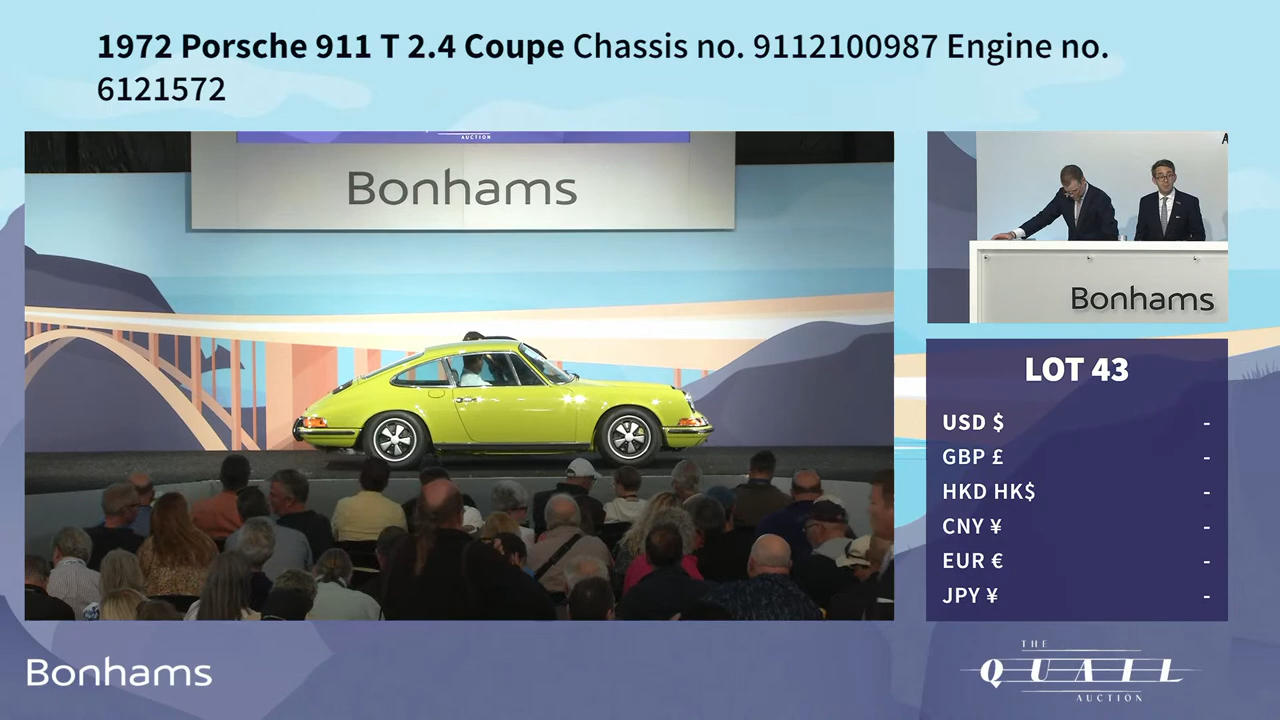 1972 Porsche 911 T 2.4 Coupe Chassis no. 9112100987 Engine no.
6121572
AUCTION
Bonhams
A
Bonhams
LOT 43
USD $ -
GBP £ -
HKD HK$ -
CNY ¥ -
EUR € -
JPY ¥ -
Bonhams
THE
QUAIL
AUCTION